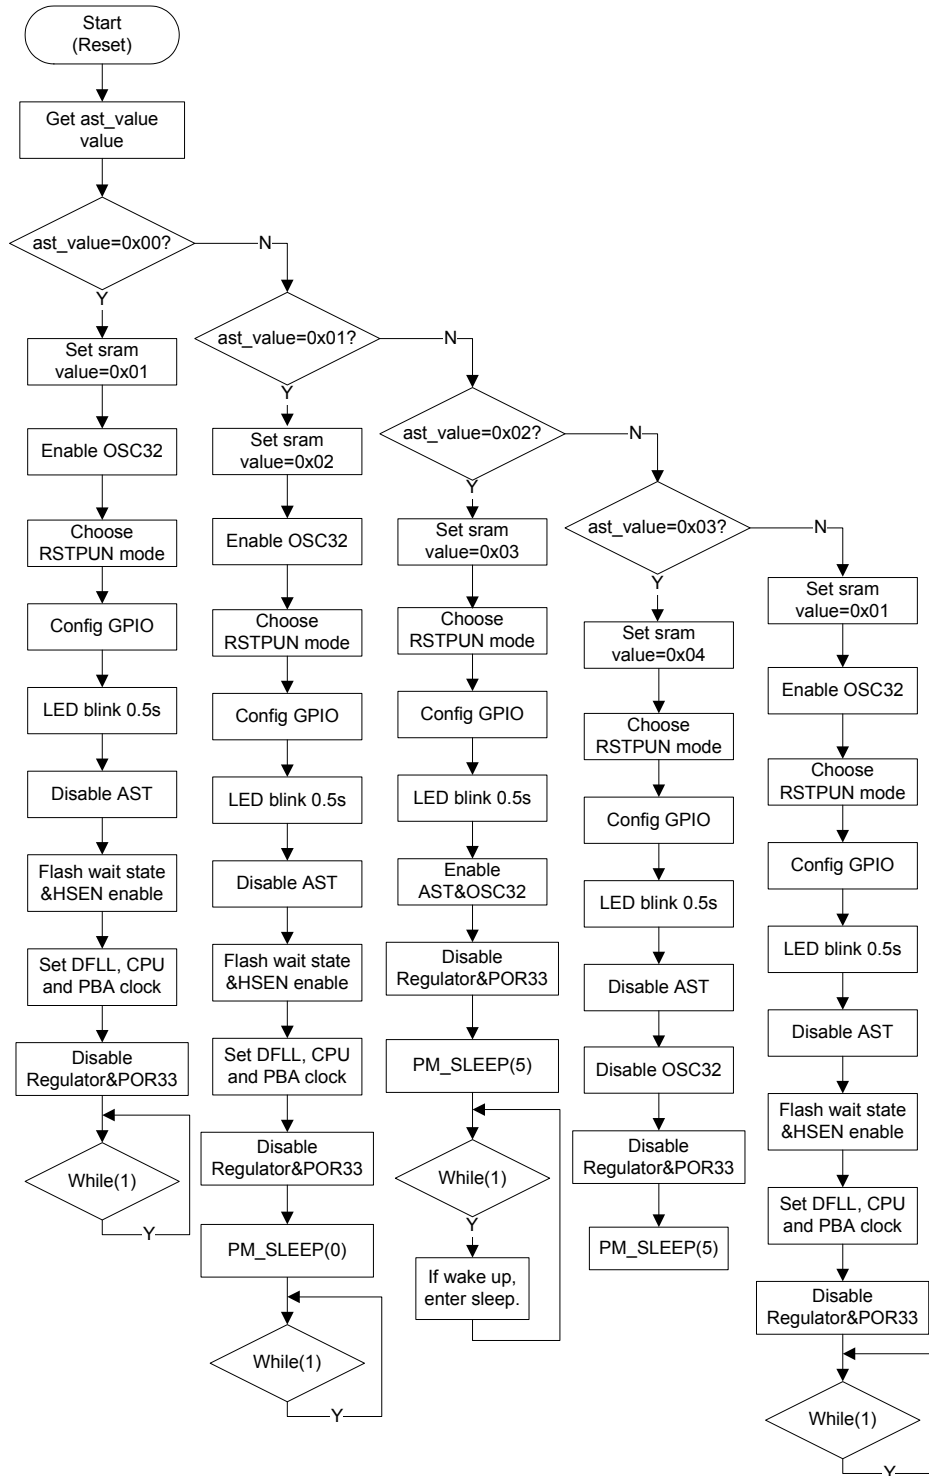 Start
(Reset)
Get ast_value
value
ast_value=0x00?
N
Y
Set sram
value=0x01
Enable OSC32
Choose
RSTPUN mode
Config GPIO
LED blink 0.5s
Disable AST
Flash wait state
&HSEN enable
Set DFLL, CPU
and PBA clock
Disable
Regulator&POR33
While(1)
Y
ast_value=0x01?
N
Y
Set sram
value=0x02
Enable OSC32
Choose
RSTPUN mode
Config GPIO
LED blink 0.5s
Disable AST
Flash wait state
&HSEN enable
Set DFLL, CPU
and PBA clock
Disable
Regulator&POR33
PM_SLEEP(0)
While(1)
Y
ast_value=0x02?
N
Y
Set sram
value=0x03
Choose
RSTPUN mode
Config GPIO
LED blink 0.5s
Enable
AST&OSC32
Disable
Regulator&POR33
PM_SLEEP(5)
While(1)
Y
If wake up,
enter sleep.
ast_value=0x03?
N
Y
Set sram
value=0x04
Choose
RSTPUN mode
Config GPIO
LED blink 0.5s
Disable AST
Disable OSC32
Disable
Regulator&POR33
PM_SLEEP(5)
Set sram
value=0x01
Enable OSC32
Choose
RSTPUN mode
Config GPIO
LED blink 0.5s
Disable AST
Flash wait state
&HSEN enable
Set DFLL, CPU
and PBA clock
Disable
Regulator&POR33
While(1)
Y